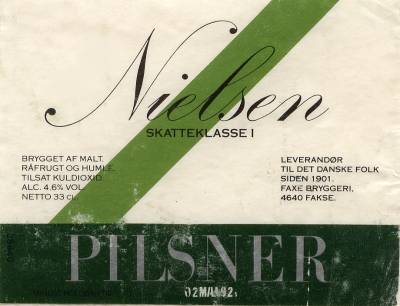 Nielsen
SKATTEKLASSE I
BRYGGET AF MALT.
RÅFRUGT OG HUMLE.
TILSAT KULDIOXID.
ALC. 4.6% VOL.
NETTO 33 cl.
LEVERANDØR
TIL DET DANSKE FOLK
SIDEN 1901.
FAXE BRYGGERI,
4640 FAKSE.
PILSNER